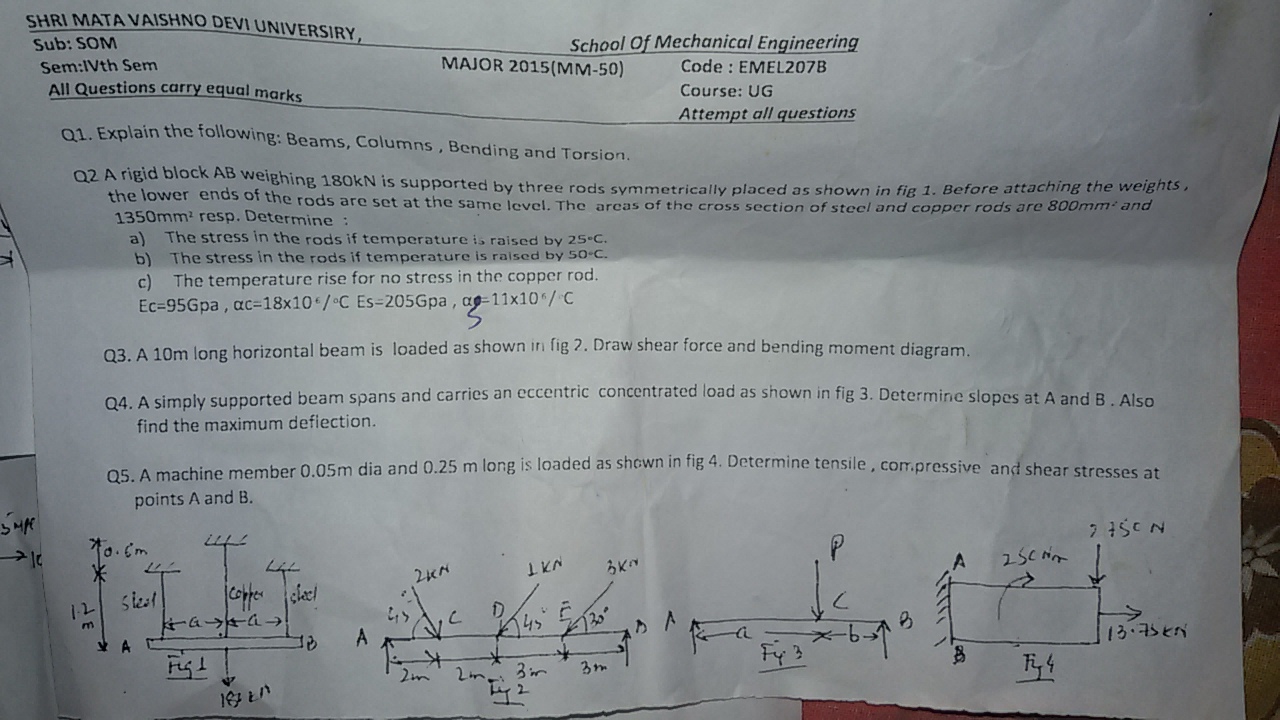 SHRI MATA VAISHNO DEVI UNIVERSIRY,
School Of Mechanical Engineering
Sub: SOM
Sem:IVth Sem
MAJOR 2015(MM-50)
Code : EMEL207B
Course: UG
All Questions carry equal marks
Attempt all questions
Q1. Explain the following: Beams, Columns , Bending and Torsion.
Q2 A rigid block AB weighing 180kN is supported by three rods symmetrically placed as shown in fig 1. Before attaching the weights ,
the lower ends of the rods are set at the same level. The areas of the cross section of steel and copper rods are 800mm² and
1350mm² resp. Determine :
a) The stress in the rods if temperature is raised by 25°C.
b) The stress in the rods if temperature is raised by 50°C.
c) The temperature rise for no stress in the copper rod.
Ec=95Gpa , αc=18x10⁻⁶/°C Es=205Gpa , αs=11x10⁻⁶/°C
Q3. A 10m long horizontal beam is loaded as shown in fig 2. Draw shear force and bending moment diagram.
Q4. A simply supported beam spans and carries an eccentric concentrated load as shown in fig 3. Determine slopes at A and B . Also
find the maximum deflection.
Q5. A machine member 0.05m dia and 0.25 m long is loaded as shown in fig 4. Determine tensile , compressive and shear stresses at
points A and B.
0.6m
1.2 m
steel
copper
steel
a
a
A
B
Fig 1
2KN
1KN
3KN
45°
C
D
45°
E
30°
A
B
2m
2m
3m
3m
Fig 2
P
A
C
B
a
b
Fig 3
A
250Nm
13.75KN
B
Fig 4